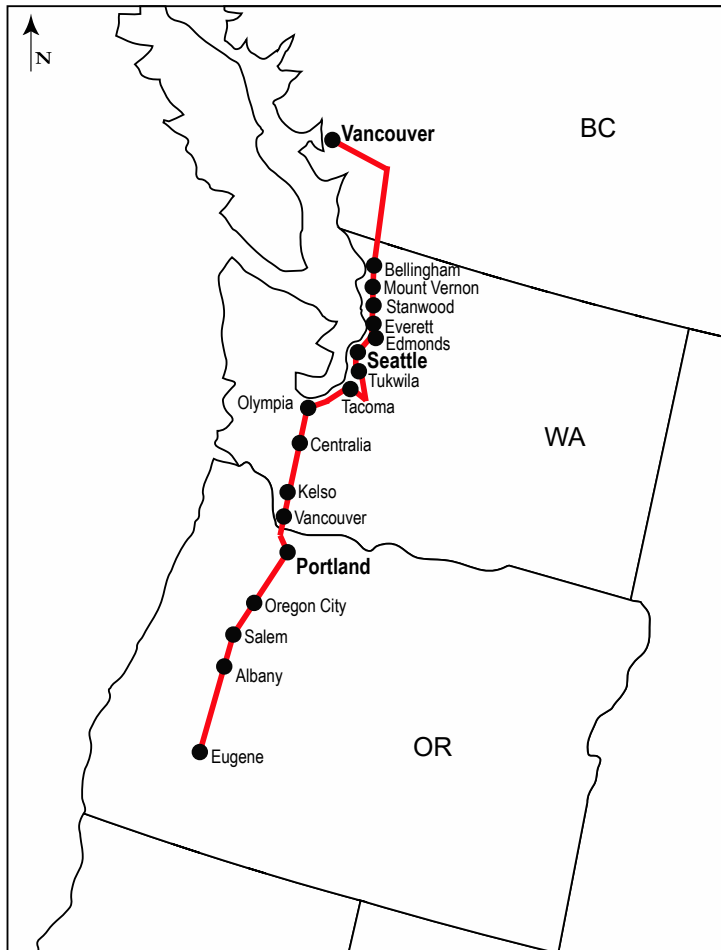 N
Vancouver
BC
Bellingham
Mount Vernon
Stanwood
Everett
Edmonds
Seattle
Tukwila
Tacoma
Olympia
WA
Centralia
Kelso
Vancouver
Portland
Oregon City
Salem
Albany
OR
Eugene